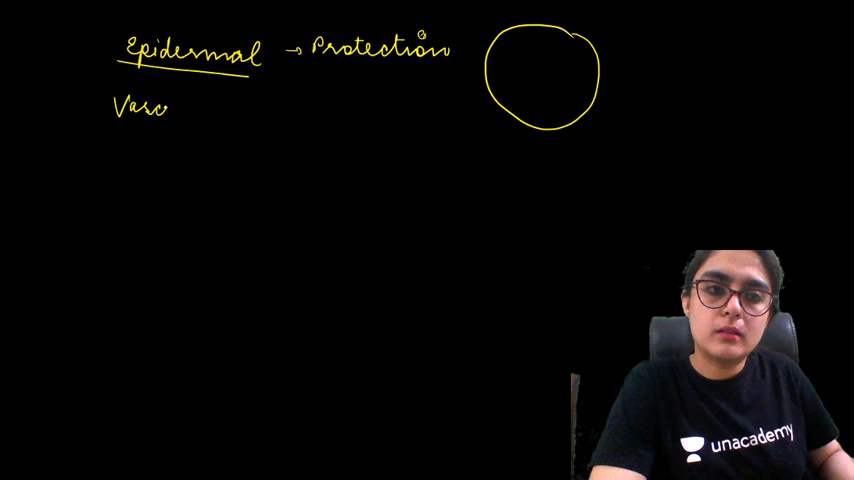 Epidermal → Protection
Vasc
unacademy